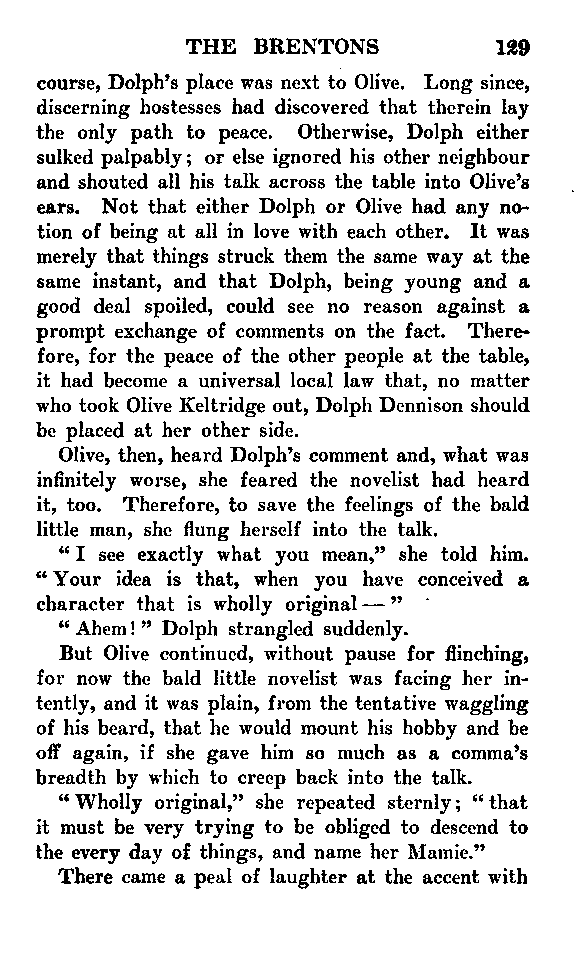 THE BRENTONS 129
course, Dolph's place was next to Olive. Long since,
discerning hostesses had discovered that therein lay
the only path to peace. Otherwise, Dolph either
sulked palpably; or else ignored his other neighbour
and shouted all his talk across the table into Olive's
ears. Not that either Dolph or Olive had any no-
tion of being at all in love with each other. It was
merely that things struck them the same way at the
same instant, and that Dolph, being young and a
good deal spoiled, could see no reason against a
prompt exchange of comments on the fact. There-
fore, for the peace of the other people at the table,
it had become a universal local law that, no matter
who took Olive Keltridge out, Dolph Dennison should
be placed at her other side.
Olive, then, heard Dolph's comment and, what was
infinitely worse, she feared the novelist had heard
it, too. Therefore, to save the feelings of the bald
little man, she flung herself into the talk.
"I see exactly what you mean," she told him.
"Your idea is that, when you have conceived a
character that is wholly original — "
"Ahem!" Dolph strangled suddenly.
But Olive continued, without pause for flinching,
for now the bald little novelist was facing her in-
tently, and it was plain, from the tentative waggling
of his beard, that he would mount his hobby and be
off again, if she gave him so much as a comma's
breadth by which to creep back into the talk.
"Wholly original," she repeated sternly; "that
it must be very trying to be obliged to descend to
the every day of things, and name her Mamie."
There came a peal of laughter at the accent with